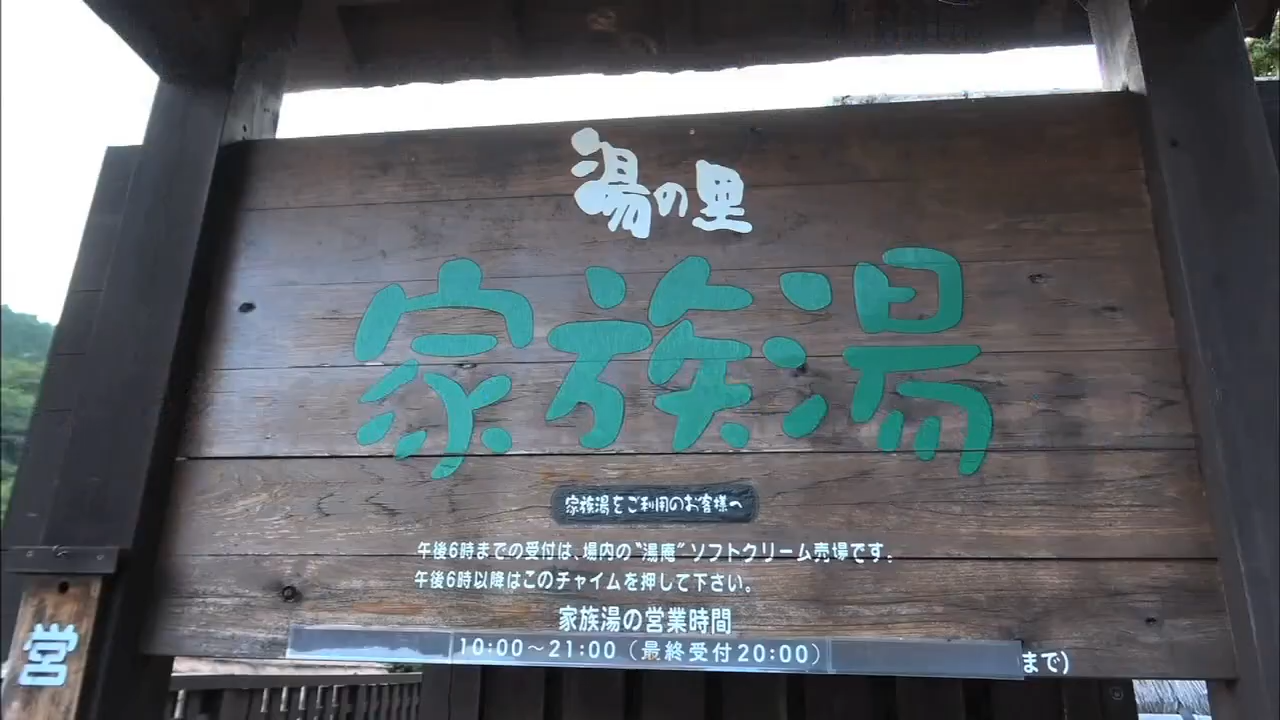 湯の里
家族湯
家族湯をご利用のお客様へ
午後6時までの受付は、場内の“湯庵”ソフトクリーム売場です.
午後6時以降はこのチャイムを押して下さい。
家族湯の営業時間
10:00～21:00（最終受付20:00）
まで）
営